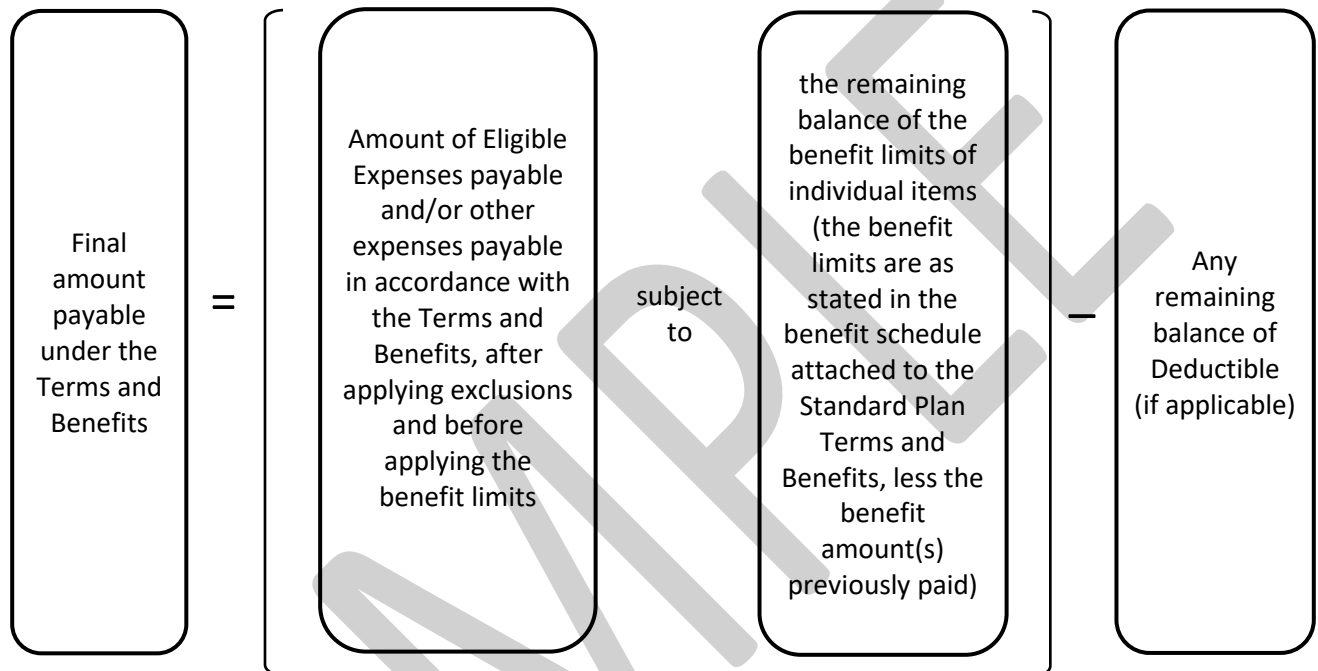 Final
amount
payable
under the
Terms and
Benefits
=
Amount of Eligible
Expenses payable
and/or other
expenses payable
in accordance with
the Terms and
Benefits, after
applying exclusions
and before
applying the
benefit limits
subject
to
the remaining
balance of the
benefit limits of
individual items
(the benefit
limits are as
stated in the
benefit schedule
attached to the
Standard Plan
Terms and
Benefits, less the
benefit
amount(s)
previously paid)
–
Any
remaining
balance of
Deductible
(if applicable)
MPLE